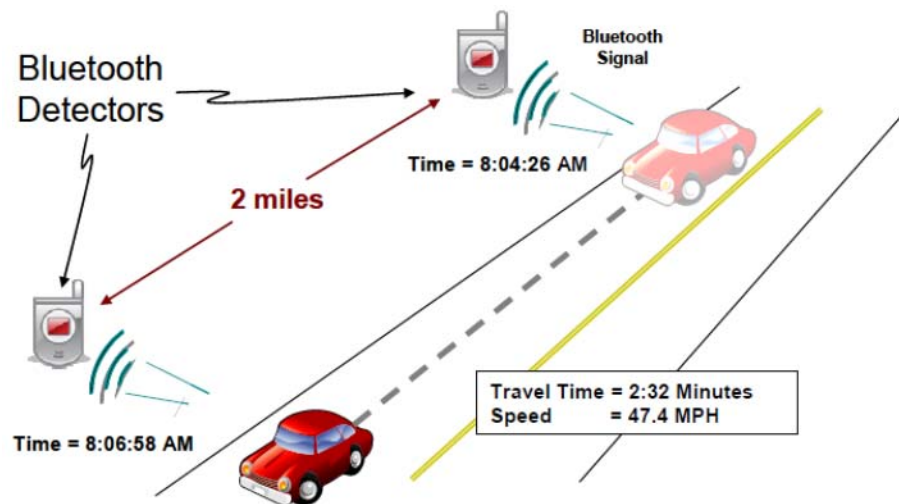 Bluetooth
Signal
Bluetooth
Detectors
Time = 8:04:26 AM
2 miles
Travel Time = 2:32 Minutes
Speed = 47.4 MPH
Time = 8:06:58 AM